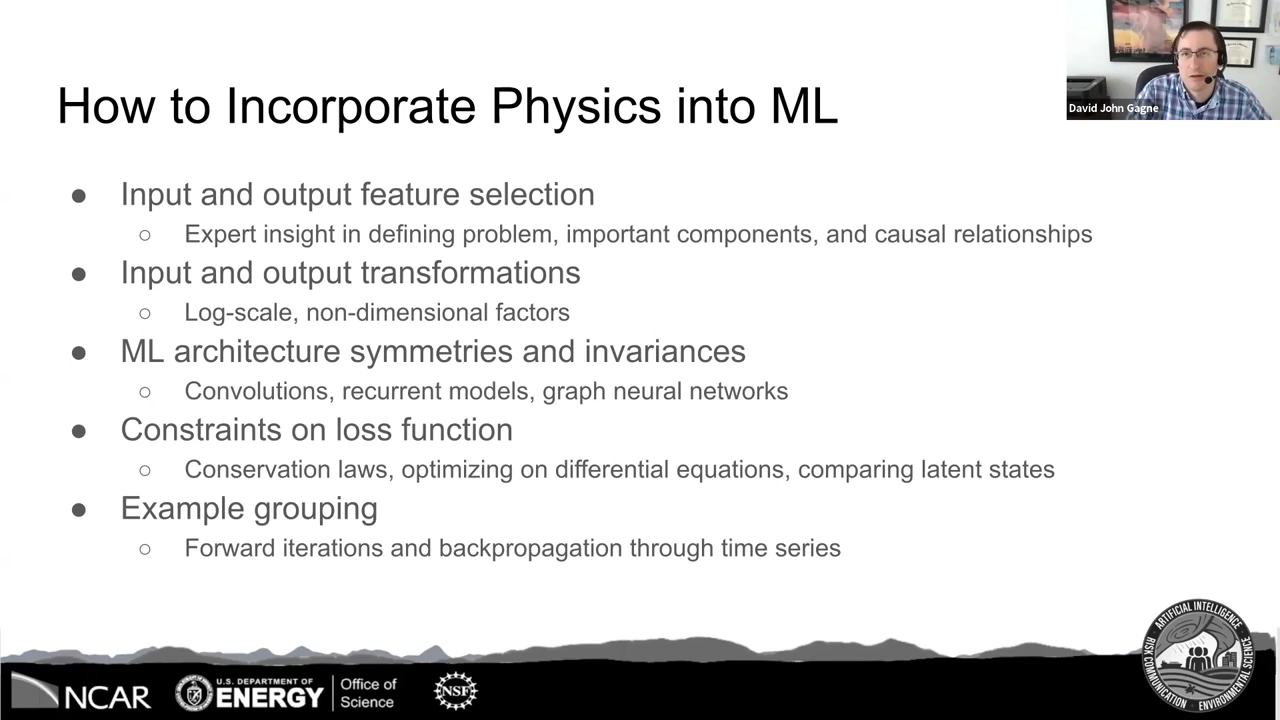 How to Incorporate Physics into ML
David John Gagne
● Input and output feature selection
○ Expert insight in defining problem, important components, and causal relationships
● Input and output transformations
○ Log-scale, non-dimensional factors
● ML architecture symmetries and invariances
○ Convolutions, recurrent models, graph neural networks
● Constraints on loss function
○ Conservation laws, optimizing on differential equations, comparing latent states
● Example grouping
○ Forward iterations and backpropagation through time series
NCAR
U.S. DEPARTMENT OF
ENERGY
Office of
Science
NSF
ARTIFICIAL INTELLIGENCE
RISK COMMUNICATION
ENVIRONMENTAL SCIENCE